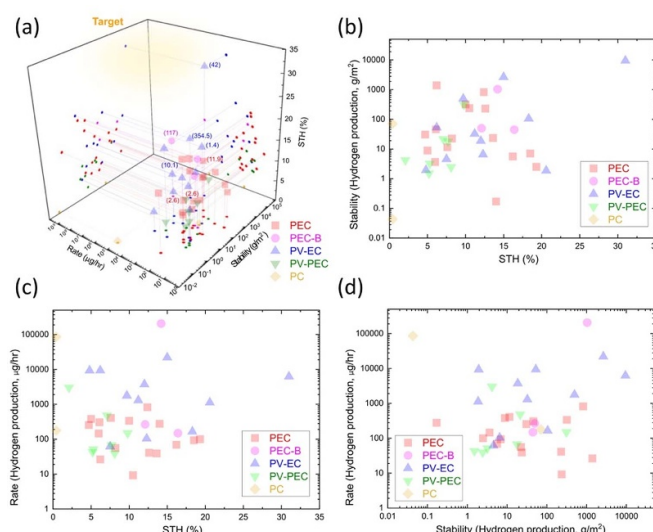 (a)
Target
35
30
25
20
15
10
5
0
STH (%)
(42)
(117)
(354.5)
(1.4)
(10.1)
(11.9)
(2.6)
(2.6)
Rate (μg/hr)
Stability(g/m²)
PEC
PEC-B
PV-EC
PV-PEC
PC
(b)
Stability (Hydrogen production, g/m²)
10000
1000
100
10
1
0.1
0.01
0 5 10 15 20 25 30 35
STH (%)
PEC
PEC-B
PV-EC
PV-PEC
PC
(c)
Rate (Hydrogen production, μg/hr)
100000
10000
1000
100
10
1
0 5 10 15 20 25 30 35
STH (%)
PEC
PEC-B
PV-EC
PV-PEC
PC
(d)
Rate (Hydrogen production, μg/hr)
100000
10000
1000
100
10
1
0.01 0.1 1 10 100 1000 10000
Stability (Hydrogen production, g/m²)
PEC
PEC-B
PV-EC
PV-PEC
PC